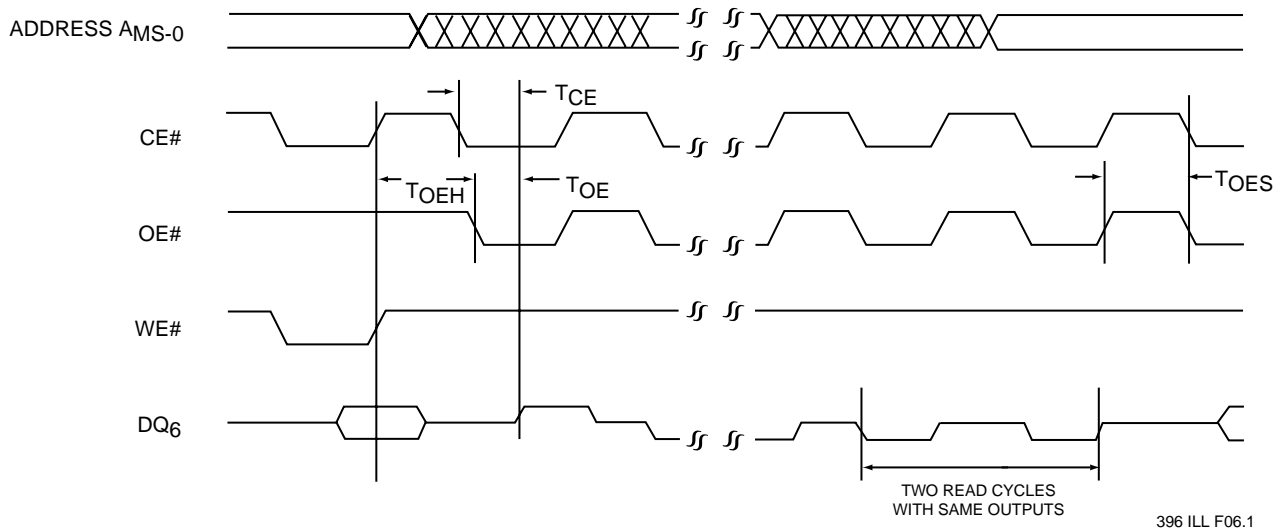 ADDRESS AMS-0
TCE
CE#
TOEH
TOE
TOES
OE#
WE#
DQ6
TWO READ CYCLES
WITH SAME OUTPUTS
396 ILL F06.1